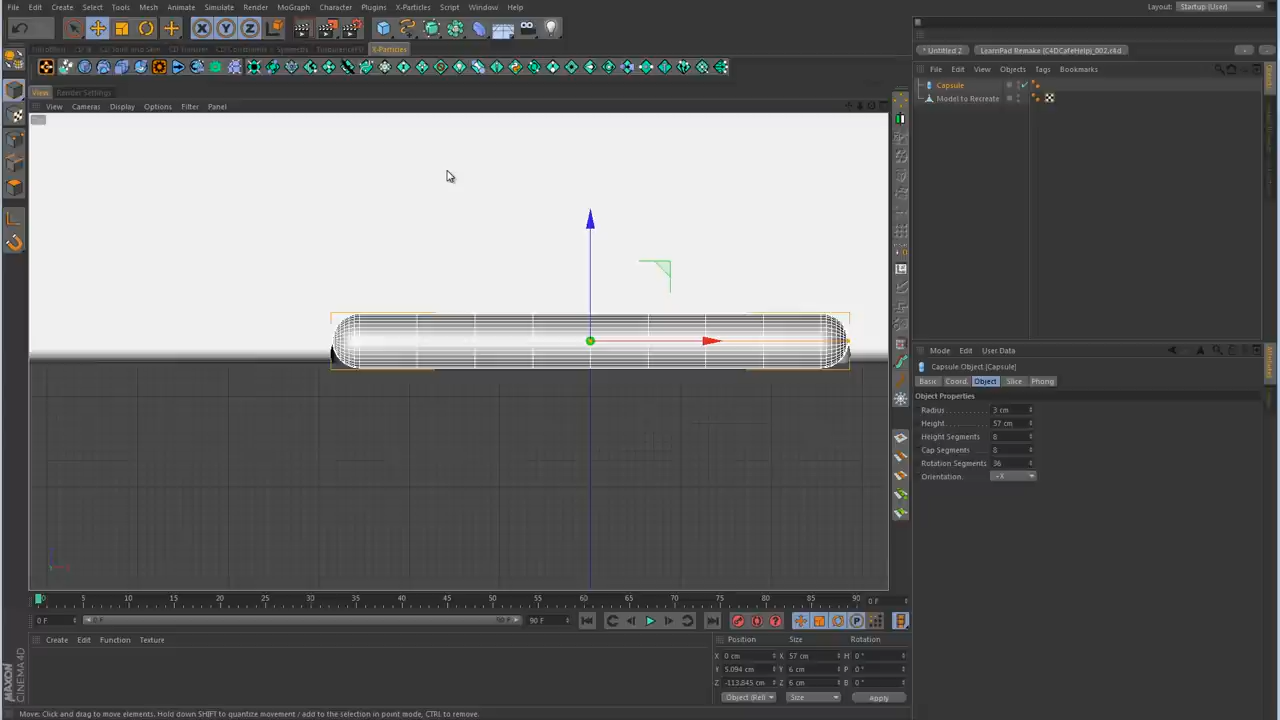 File Edit Create Select Tools Mesh Animate Simulate Render MoGraph Character Plugins X-Particles Script Window Help
Layout: Startup (User)
X-Particles
* Untitled 2 LearnPad Remake (C4DCafeHelp)_002.c4d
View Render Settings
File Edit View Objects Tags Bookmarks
View Cameras Display Options Filter Panel
Capsule
Model to Recreate
Mode Edit User Data
Capsule Object [Capsule]
Basic Coord. Object Slice Phong
Object Properties
Radius 3 cm
Height 57 cm
Height Segments 8
Cap Segments 8
Rotation Segments 36
Orientation +X
0 5 10 15 20 25 30 35 40 45 50 55 60 65 70 75 80 85 90 0 F
0 F 0 F 90 F 90 F
Create Edit Function Texture
Position Size Rotation
X 0 cm X 57 cm H 0 °
Y 5.094 cm Y 6 cm P 0 °
Z -113.845 cm Z 6 cm B 0 °
Object (Rel) Size Apply
MAXON CINEMA 4D
Move: Click and drag to move elements. Hold down SHIFT to quantize movement / add to the selection in point mode, CTRL to remove.